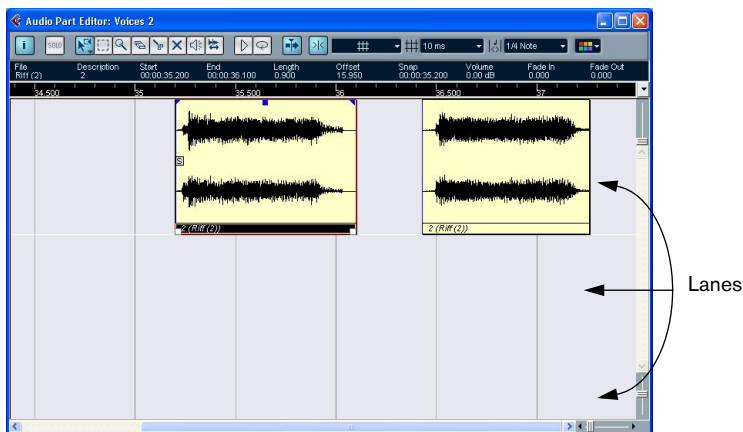 Audio Part Editor: Voices 2
i SOLO 10 ms 1/4 Note
File Description Start End Length Offset Snap Volume Fade In Fade Out
Riff (2) 2 00:00:35.200 00:00:36.100 0.900 15.950 00:00:35.200 0.00 dB 0.000 0.000
34.500 35 35.500 36 36.500 37
S
2 (Riff (2)) 2 (Riff (2))
Lanes